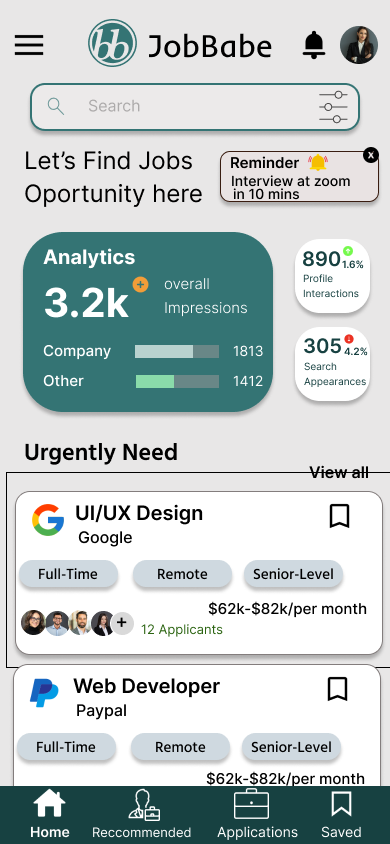 bb JobBabe
Search
Let's Find Jobs
Oportunity here
Reminder
x
Interview at zoom
in 10 mins
Analytics
3.2k
+
overall
Impressions
Company 1813
Other 1412
890 1.6%
Profile
Interactions
305 4.2%
Search
Appearances
Urgently Need
View all
UI/UX Design
Google
Full-Time Remote Senior-Level
$62k-$82k/per month
+ 12 Applicants
Web Developer
Paypal
Full-Time Remote Senior-Level
$62k-$82k/per month
Home Reccommended Applications Saved